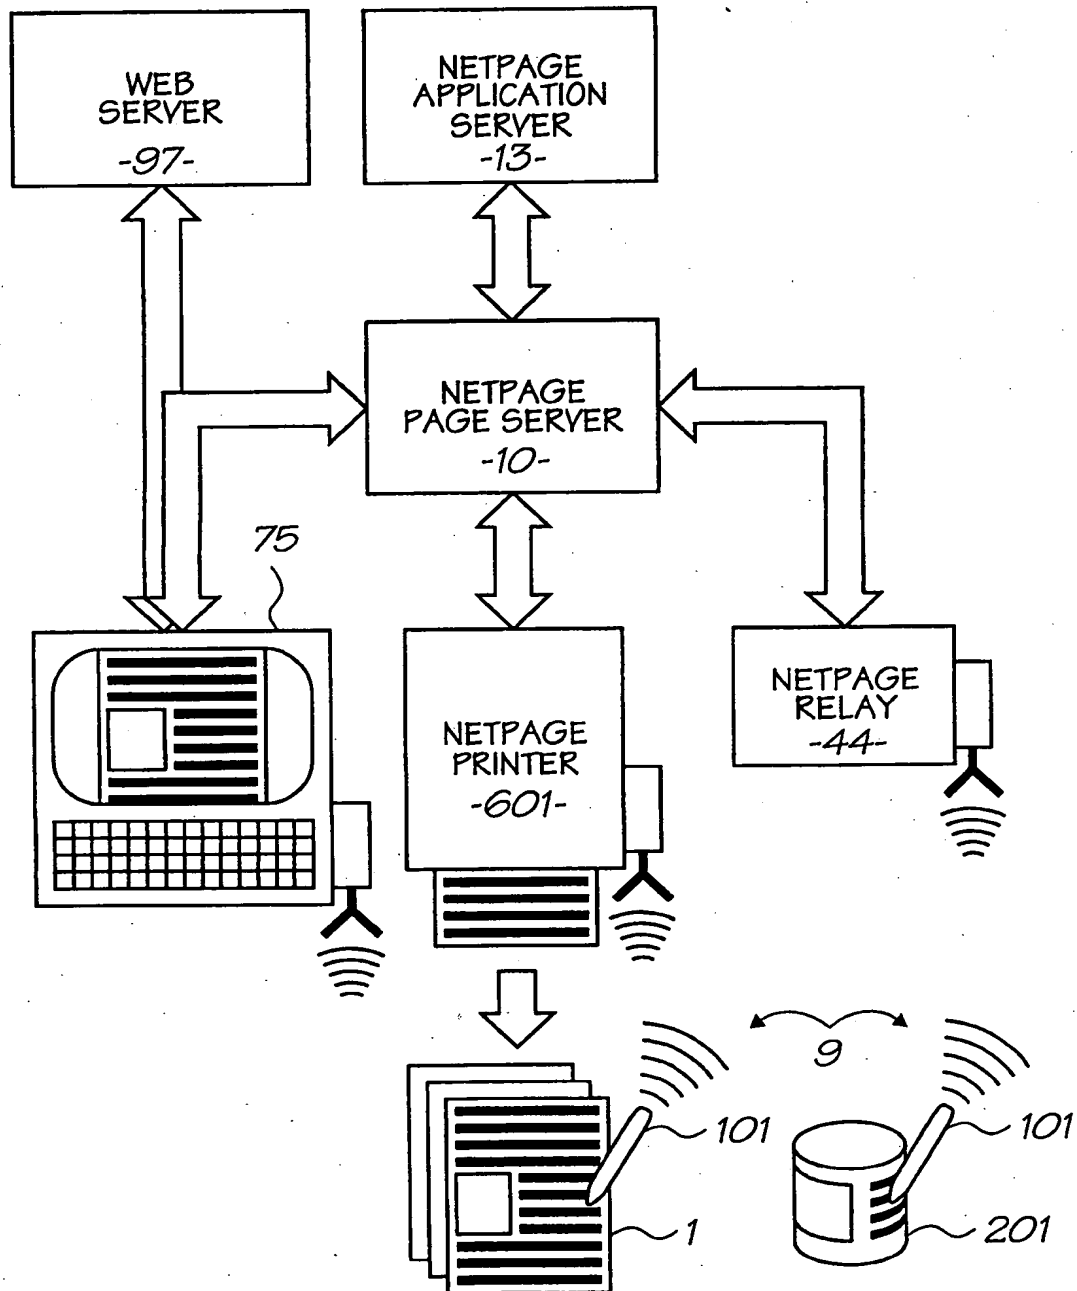 WEB
SERVER
-97-
NETPAGE
APPLICATION
SERVER
-13-
NETPAGE
PAGE SERVER
-10-
75
NETPAGE
PRINTER
-601-
NETPAGE
RELAY
-44-
9
101
101
1
201